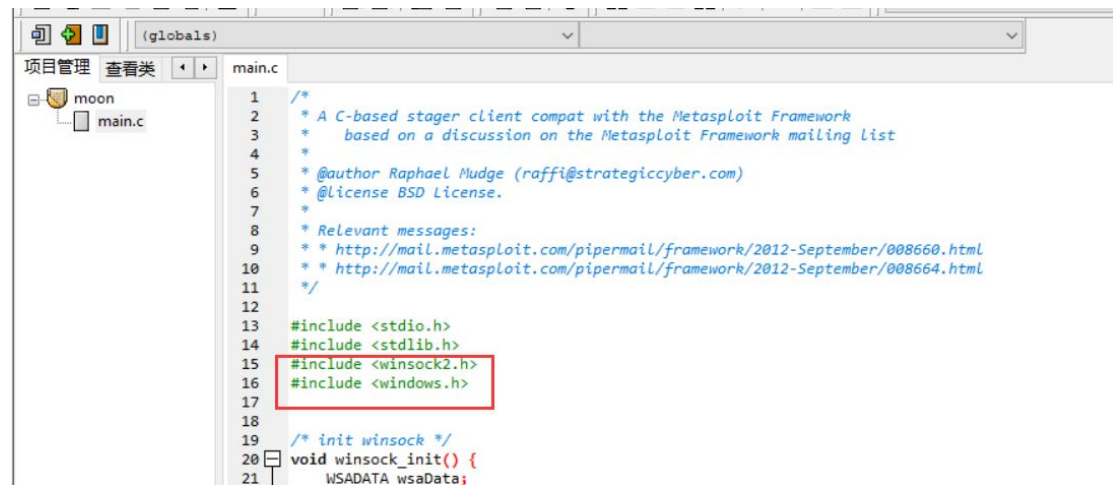 (globals)
项目管理 查看类 main.c
moon
main.c
1 /*
2 * A C-based stager client compat with the Metasploit Framework
3 * based on a discussion on the Metasploit Framework mailing list
4 *
5 * @author Raphael Mudge (raffi@strategiccyber.com)
6 * @license BSD License.
7 *
8 * Relevant messages:
9 * * http://mail.metasploit.com/pipermail/framework/2012-September/008660.html
10 * * http://mail.metasploit.com/pipermail/framework/2012-September/008664.html
11 */
12
13 #include <stdio.h>
14 #include <stdlib.h>
15 #include <winsock2.h>
16 #include <windows.h>
17
18
19 /* init winsock */
20 void winsock_init() {
21 WSADATA wsaData;